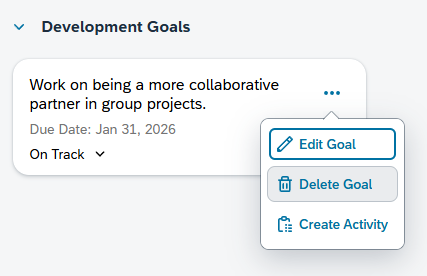 Development Goals
Work on being a more collaborative
partner in group projects.
Due Date: Jan 31, 2026
On Track
Edit Goal
Delete Goal
Create Activity